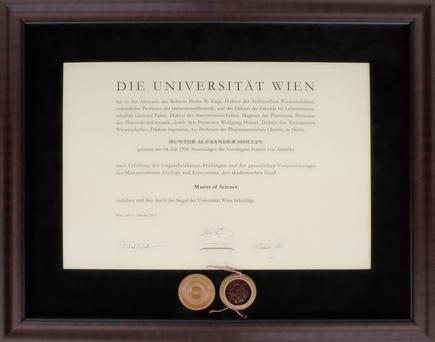 DIE UNIVERSITÄT WIEN
hat in der Amtszeit des Rektors Heinz W. Engl, Doktor der Technischen Wissenschaften,
ordentlicher Professor der Industriemathematik, und des Dekans der Fakultät für Lebenswissen-
schaften Gerhard Ecker, Doktor der Naturwissenschaften, Magister der Pharmazie, Professor
der Pharmakoinformatik, durch den Promotor Wolfgang Holzer, Doktor der Technischen
Wissenschaften, Diplom-Ingenieur, Ao. Professor der Pharmazeutischen Chemie, an Herrn
HUNTER ALEXANDER
geboren am 04. Juli 1994, Staatsbürger der Vereinigten Staaten von Amerika
nach Erfüllung der vorgeschriebenen Prüfungen und der gesetzlichen Voraussetzungen
des Masterstudiums Ecology and Ecosystems, den akademischen Grad
Master of Science
verliehen und dies durch das Siegel der Universität Wien bekräftigt.
Wien, am Oktober